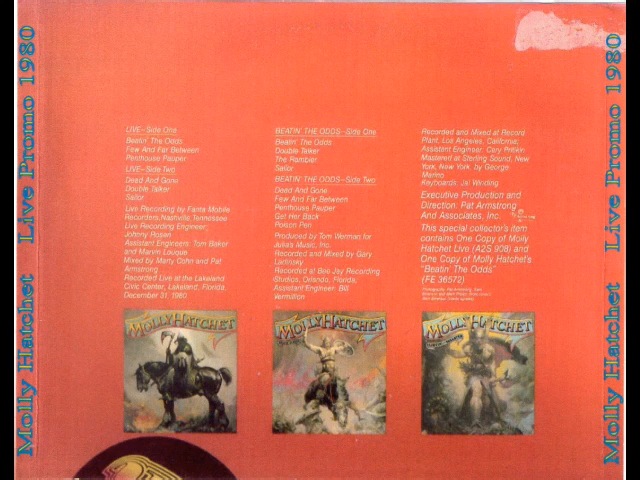 Molly Hatchet Live Promo 1980
LIVE–Side One
Beatin' The Odds
Few And Far Between
Penthouse Pauper
LIVE–Side Two
Dead And Gone
Double Talker
Sailor
Live Recording by Fanta Mobile
Recorders, Nashville, Tennessee
Live Recording Engineer:
Johnny Rosen
Assistant Engineers: Tom Baker
and Marvin Louque
Mixed by Marty Cohn and Pat
Armstrong
Recorded Live at the Lakeland
Civic Center, Lakeland, Florida
December 31, 1980
BEATIN' THE ODDS–Side One
Beatin' The Odds
Double Talker
The Rambler
Sailor
BEATIN' THE ODDS–Side Two
Dead And Gone
Few And Far Between
Penthouse Pauper
Get Her Back
Poison Pen
Produced by Tom Werman for
Julia's Music, Inc.
Recorded and Mixed by Gary
Ladinsky
Recorded at Bee Jay Recording
Studios, Orlando, Florida;
Assistant Engineer: Bill
Vermillion
Recorded and Mixed at Record
Plant, Los Angeles, California;
Assistant Engineer: Cary Pritkin
Mastered at Sterling Sound, New
York, New York, by George
Marino
Keyboards: Jai Winding
Executive Production and
Direction: Pat Armstrong
And Associates, Inc.
This special collector's item
contains One Copy of Molly
Hatchet Live (A2S 908) and
One Copy of Molly Hatchet's
"Beatin' The Odds"
(FE 36572)
MOLLY HATCHET
MOLLY HATCHET
MOLLY HATCHET
Molly Hatchet Live Promo 1980